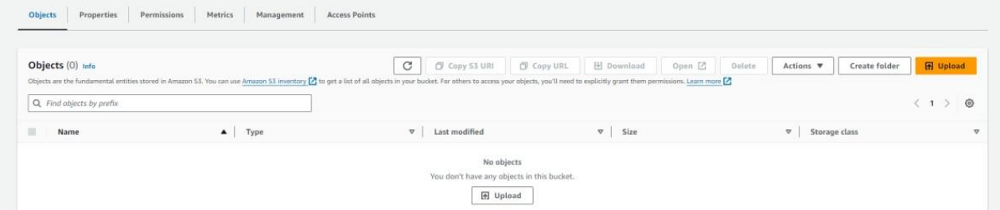 Objects Properties Permissions Metrics Management Access Points
Objects (0) Info Copy S3 URI Copy URL Download Open Delete Actions Create folder Upload
Objects are the fundamental entities stored in Amazon S3. You can use Amazon S3 inventory to get a list of all objects in your bucket. For others to access your objects, you'll need to explicitly grant them permissions. Learn more
Find objects by prefix 1
Name Type Last modified Size Storage class
No objects
You don't have any objects in this bucket.
Upload